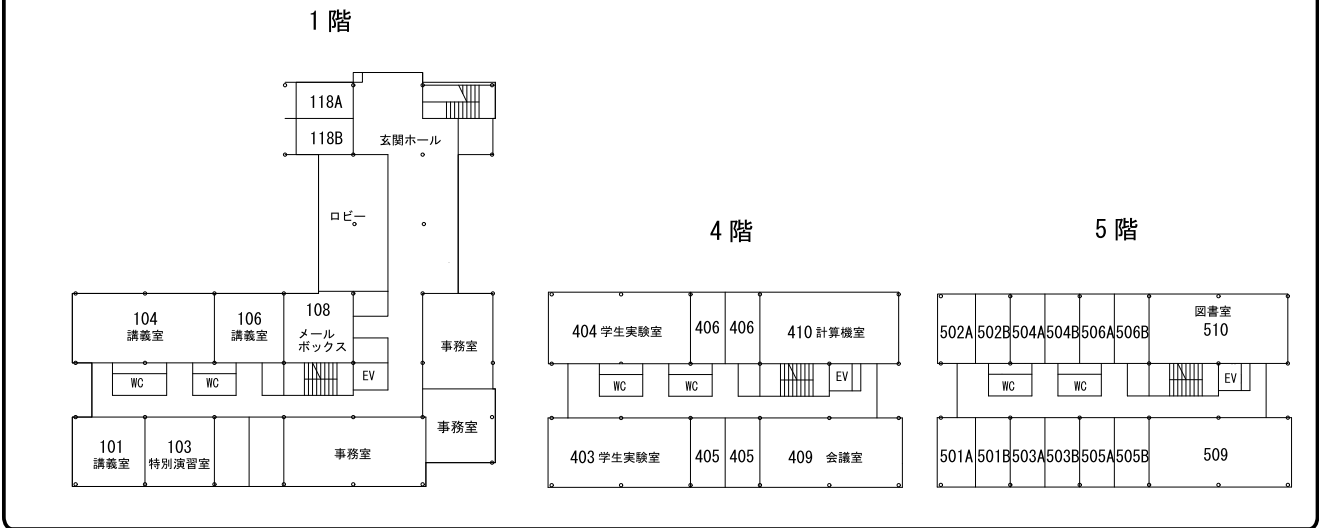 1階
118A
118B
玄関ホール
ロビー
104
講義室
106
講義室
108
メール
ボックス
事務室
WC
WC
EV
101
講義室
103
特別演習室
事務室
事務室
4階
404 学生実験室
406
406
410 計算機室
WC
WC
EV
403 学生実験室
405
405
409 会議室
5階
502A
502B
504A
504B
506A
506B
図書室
510
WC
WC
EV
501A
501B
503A
503B
505A
505B
509